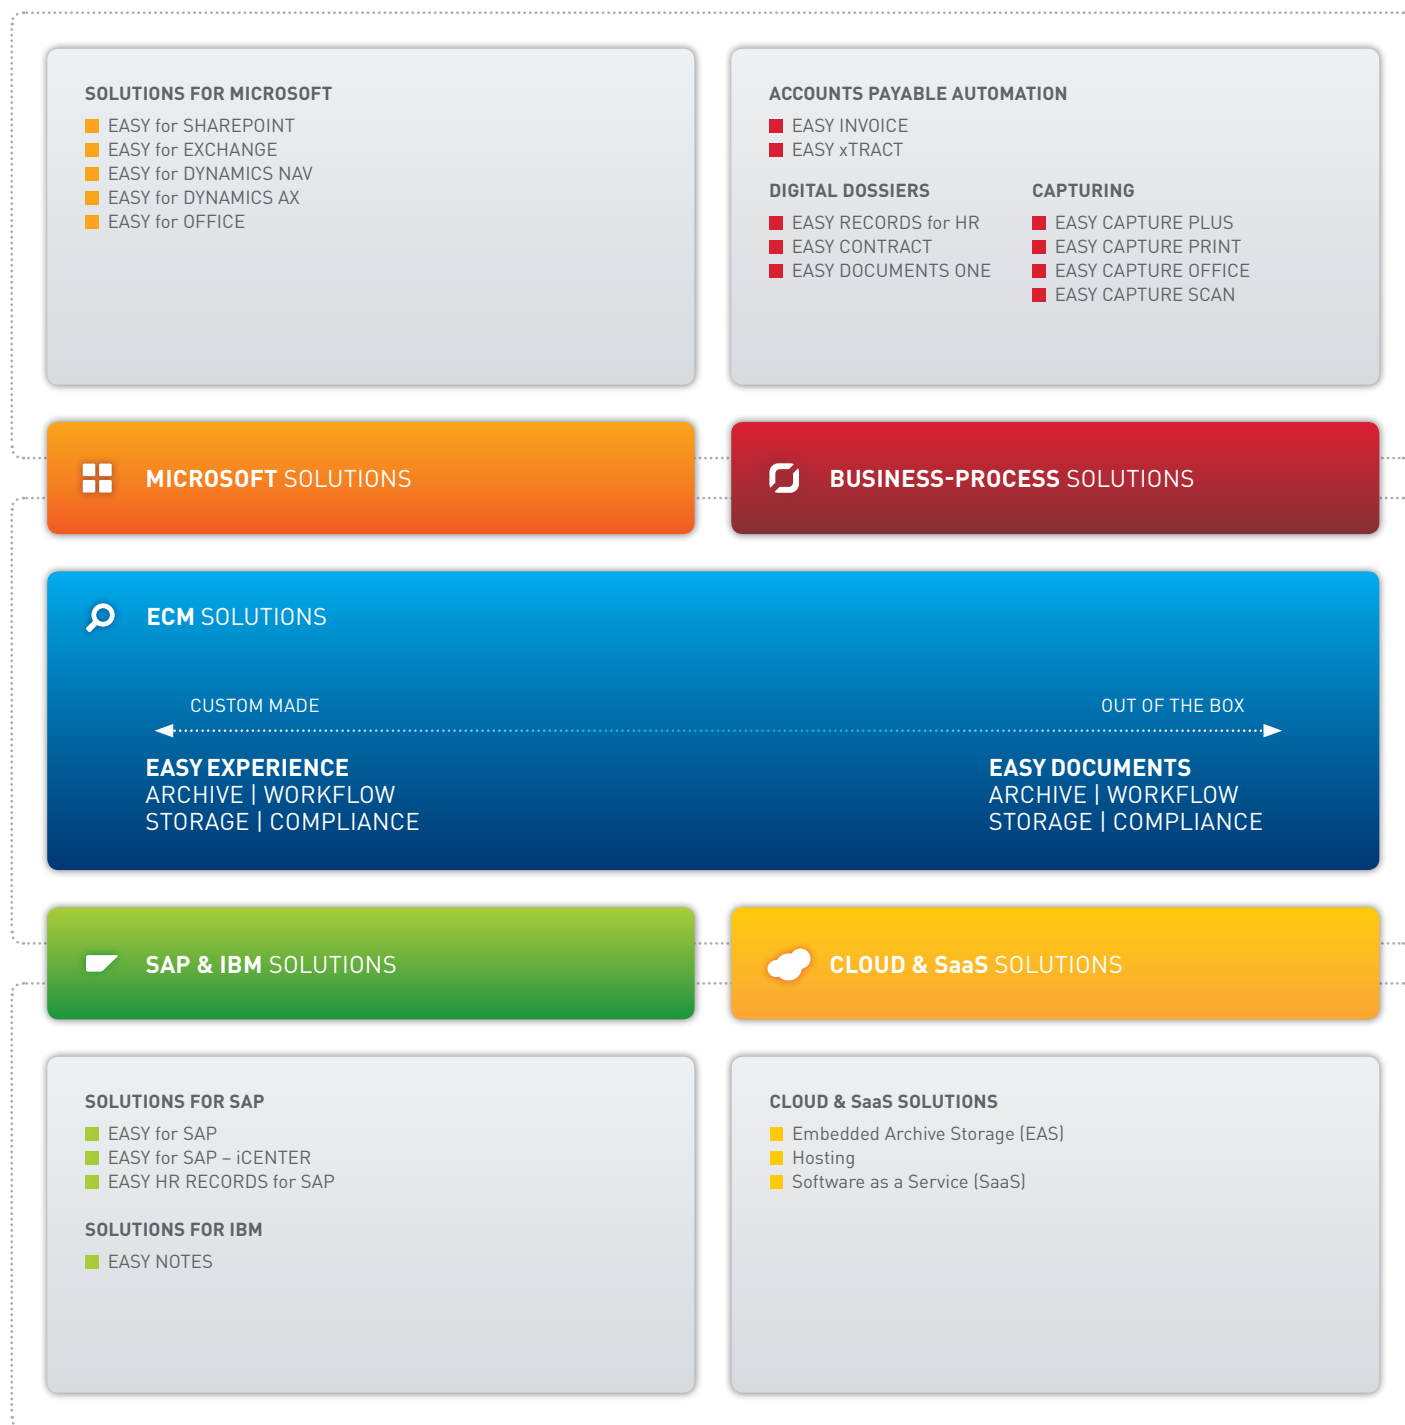 SOLUTIONS FOR MICROSOFT
EASY for SHAREPOINT
EASY for EXCHANGE
EASY for DYNAMICS NAV
EASY for DYNAMICS AX
EASY for OFFICE
ACCOUNTS PAYABLE AUTOMATION
EASY INVOICE
EASY xTRACT
DIGITAL DOSSIERS
EASY RECORDS for HR
EASY CONTRACT
EASY DOCUMENTS ONE
CAPTURING
EASY CAPTURE PLUS
EASY CAPTURE PRINT
EASY CAPTURE OFFICE
EASY CAPTURE SCAN
MICROSOFT SOLUTIONS
BUSINESS-PROCESS SOLUTIONS
ECM SOLUTIONS
CUSTOM MADE
OUT OF THE BOX
EASY EXPERIENCE
ARCHIVE | WORKFLOW
STORAGE | COMPLIANCE
EASY DOCUMENTS
ARCHIVE | WORKFLOW
STORAGE | COMPLIANCE
SAP & IBM SOLUTIONS
CLOUD & SaaS SOLUTIONS
SOLUTIONS FOR SAP
EASY for SAP
EASY for SAP – iCENTER
EASY HR RECORDS for SAP
SOLUTIONS FOR IBM
EASY NOTES
CLOUD & SaaS SOLUTIONS
Embedded Archive Storage (EAS)
Hosting
Software as a Service (SaaS)